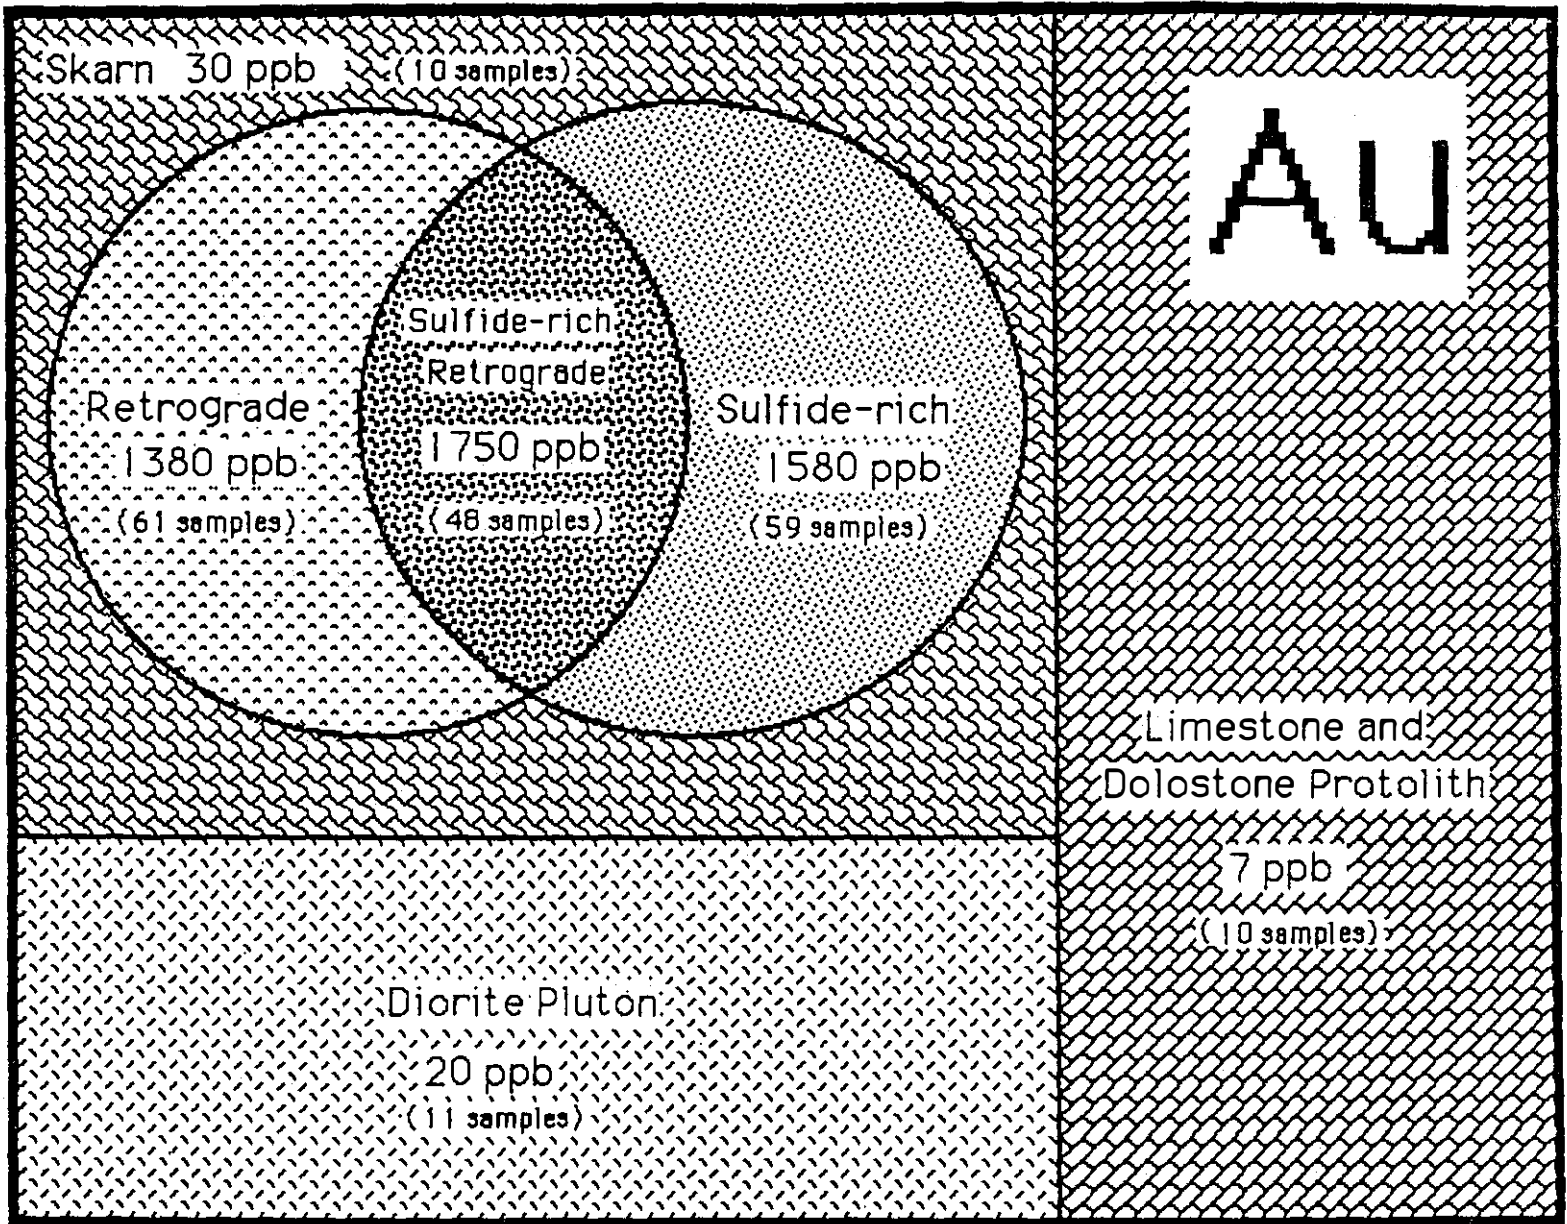 Skarn 30 ppb (10 samples)
Au
Retrograde
1380 ppb
(61 samples)
Sulfide-rich
Retrograde
1750 ppb
(48 samples)
Sulfide-rich
1580 ppb
(59 samples)
Limestone and
Dolostone Protolith
7 ppb
(10 samples)
Diorite Pluton
20 ppb
(11 samples)